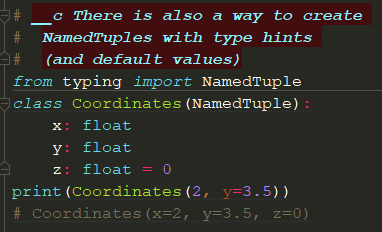 # __c There is also a way to create
#   NamedTuples with type hints
#   (and default values)
from typing import NamedTuple
class Coordinates(NamedTuple):
    x: float
    y: float
    z: float = 0
print(Coordinates(2, y=3.5))
# Coordinates(x=2, y=3.5, z=0)